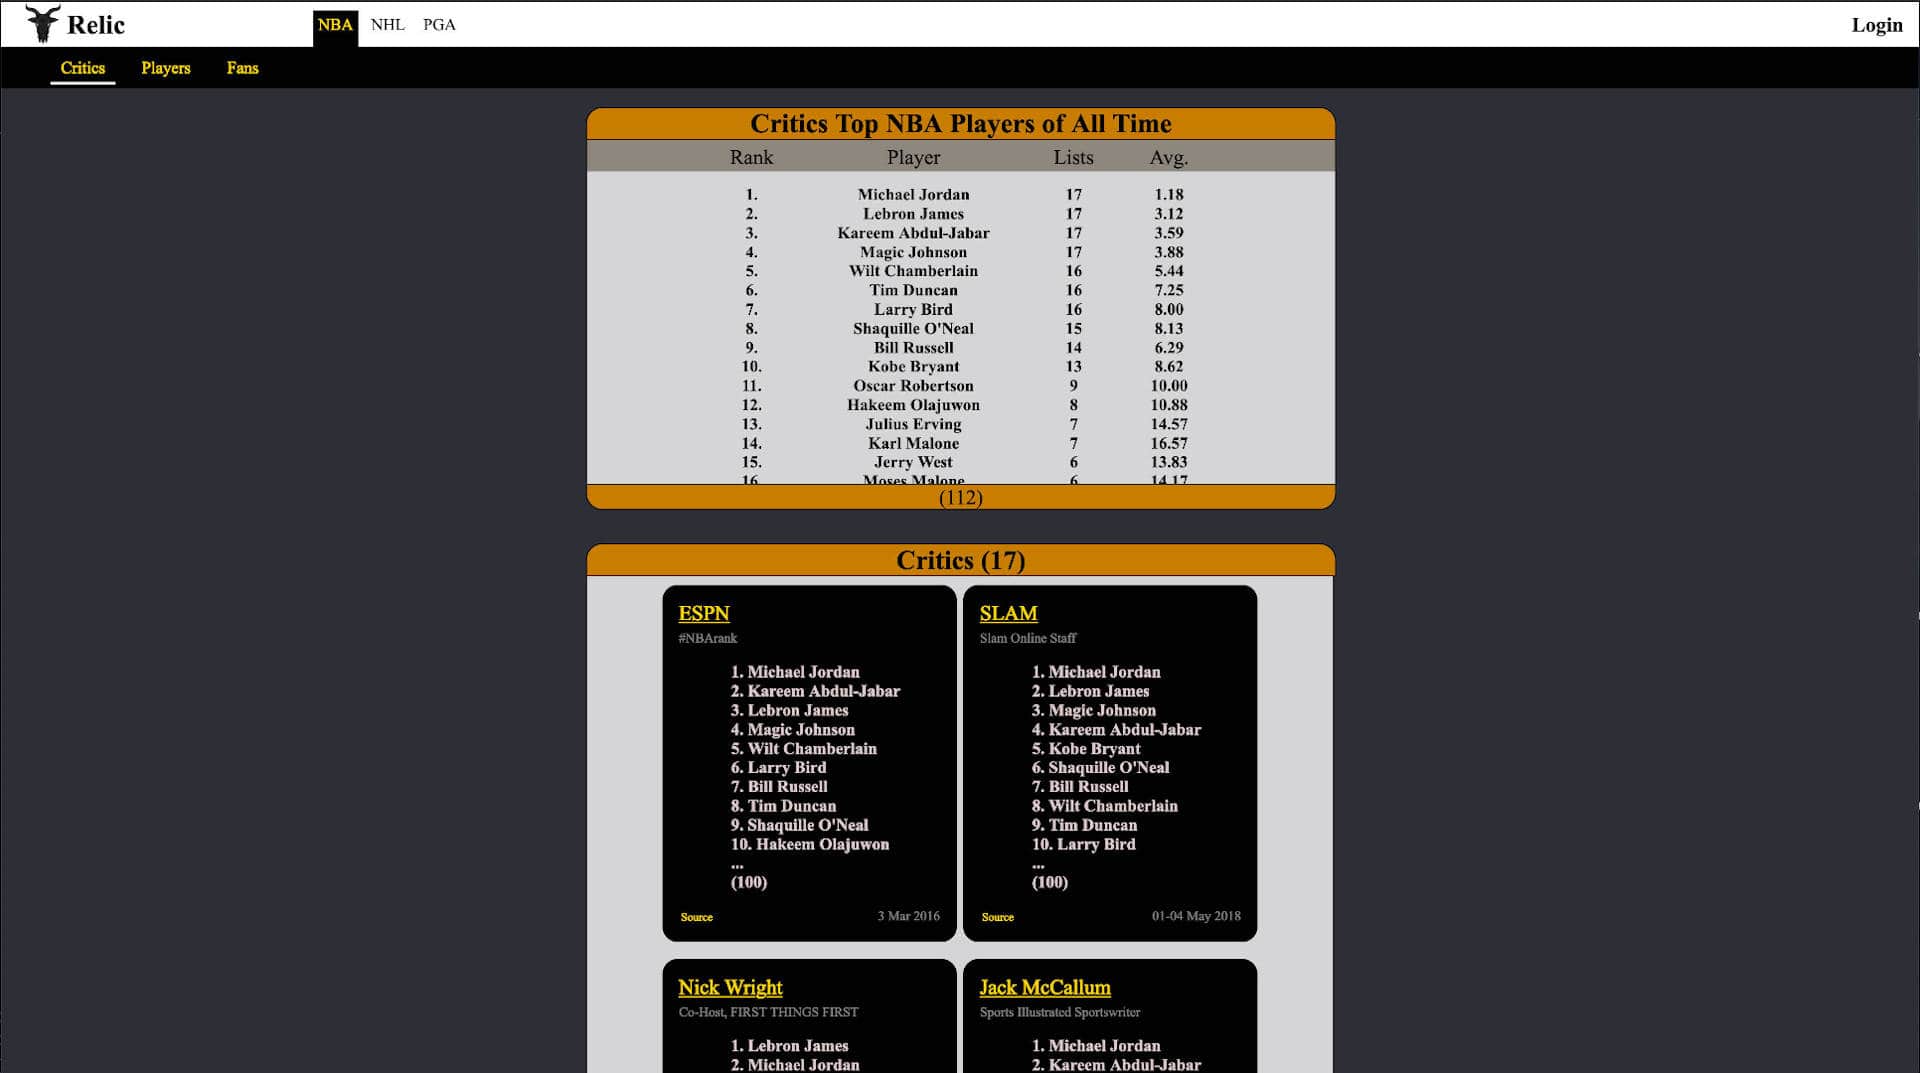 Relic NBA NHL PGA Login
Critics Players Fans
Critics Top NBA Players of All Time
Rank Player Lists Avg.
1. Michael Jordan 17 1.18
2. Lebron James 17 3.12
3. Kareem Abdul-Jabar 17 3.59
4. Magic Johnson 17 3.88
5. Wilt Chamberlain 16 5.44
6. Tim Duncan 16 7.25
7. Larry Bird 16 8.00
8. Shaquille O'Neal 15 8.13
9. Bill Russell 14 6.29
10. Kobe Bryant 13 8.62
11. Oscar Robertson 9 10.00
12. Hakeem Olajuwon 8 10.88
13. Julius Erving 7 14.57
14. Karl Malone 7 16.57
15. Jerry West 6 13.83
16 Moses Malone 6 14.17
(112)
Critics (17)
ESPN
#NBArank
1. Michael Jordan
2. Kareem Abdul-Jabar
3. Lebron James
4. Magic Johnson
5. Wilt Chamberlain
6. Larry Bird
7. Bill Russell
8. Tim Duncan
9. Shaquille O'Neal
10. Hakeem Olajuwon
...
(100)
Source 3 Mar 2016
SLAM
Slam Online Staff
1. Michael Jordan
2. Lebron James
3. Magic Johnson
4. Kareem Abdul-Jabar
5. Kobe Bryant
6. Shaquille O'Neal
7. Bill Russell
8. Wilt Chamberlain
9. Tim Duncan
10. Larry Bird
...
(100)
Source 01-04 May 2018
Nick Wright
Co-Host, FIRST THINGS FIRST
1. Lebron James
2. Michael Jordan
Jack McCallum
Sports Illustrated Sportswriter
1. Michael Jordan
2. Kareem Abdul-Jabar